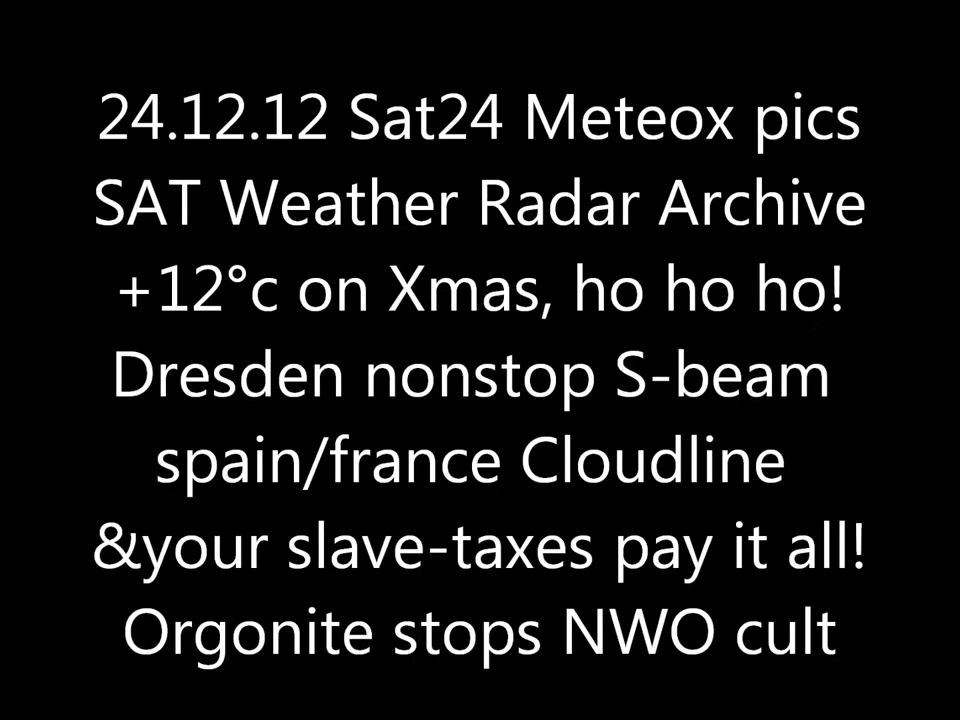 24.12.12 Sat24 Meteox pics
SAT Weather Radar Archive
+12°c on Xmas, ho ho ho!
Dresden nonstop S-beam
spain/france Cloudline
&your slave-taxes pay it all!
Orgonite stops NWO cult